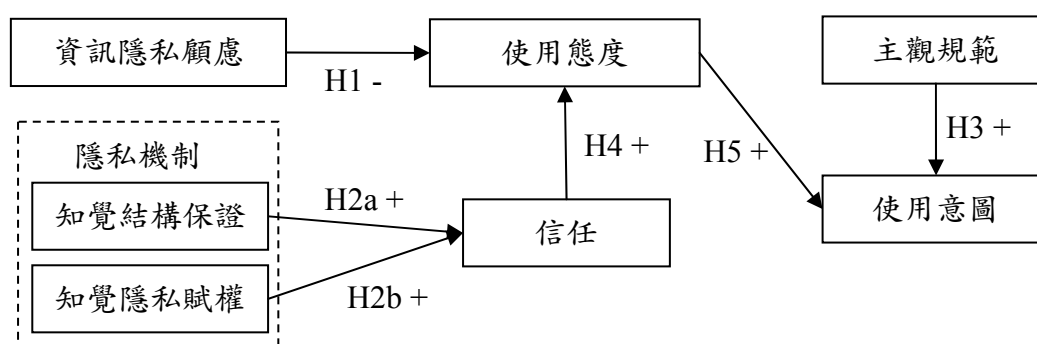 資訊隱私顧慮
H1 -
使用態度
主觀規範
H3 +
H5 +
H4 +
隱私機制
知覺結構保證
H2a +
信任
使用意圖
知覺隱私賦權
H2b +